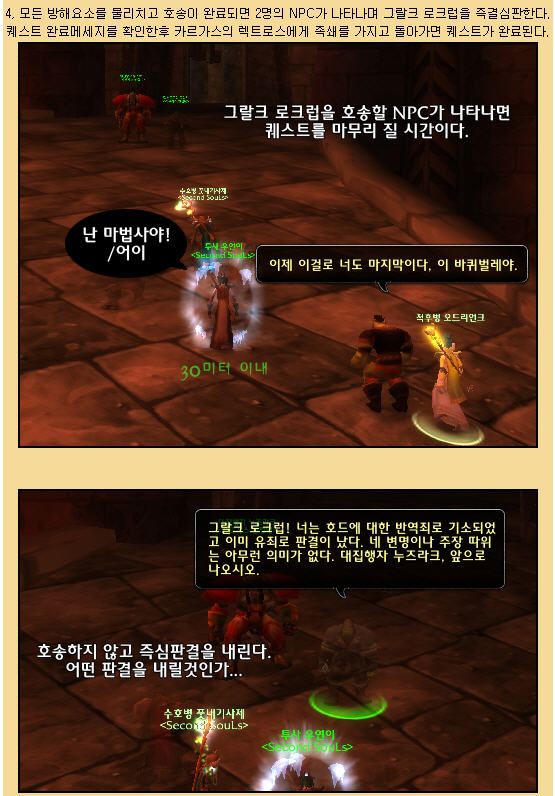 4. 모든 방해요소를 물리치고 호송이 완료되면 2명의 NPC가 나타나며 그랄크 로크럽을 즉결심판한다.
퀘스트 완료메세지를 확인한후 카르가스의 렉트로스에게 족쇄를 가지고 돌아가면 퀘스트가 완료된다.
그랄크 로크럽을 호송할 NPC가 나타나면
퀘스트를 마무리 질 시간이다.
수호병 풋내기사제
<Second SouLs>
난 마법사야!
/어이
투사 유연이
<Second SouLs>
이제 이걸로 너도 마지막이다, 이 바퀴벌레야.
척후병 오드리먼크
30미터 이내
그랄크 로크럽! 너는 호드에 대한 반역죄로 기소되었
고 이미 유죄로 판결이 났다. 네 변명이나 주장 따위
는 아무런 의미가 없다. 대집행자 누즈라크, 앞으로
나오시오.
호송하지 않고 즉심판결을 내린다.
어떤 판결을 내릴것인가...
수호병 풋내기사제
<Second SouLs>
투사 유연이
<Second SouLs>